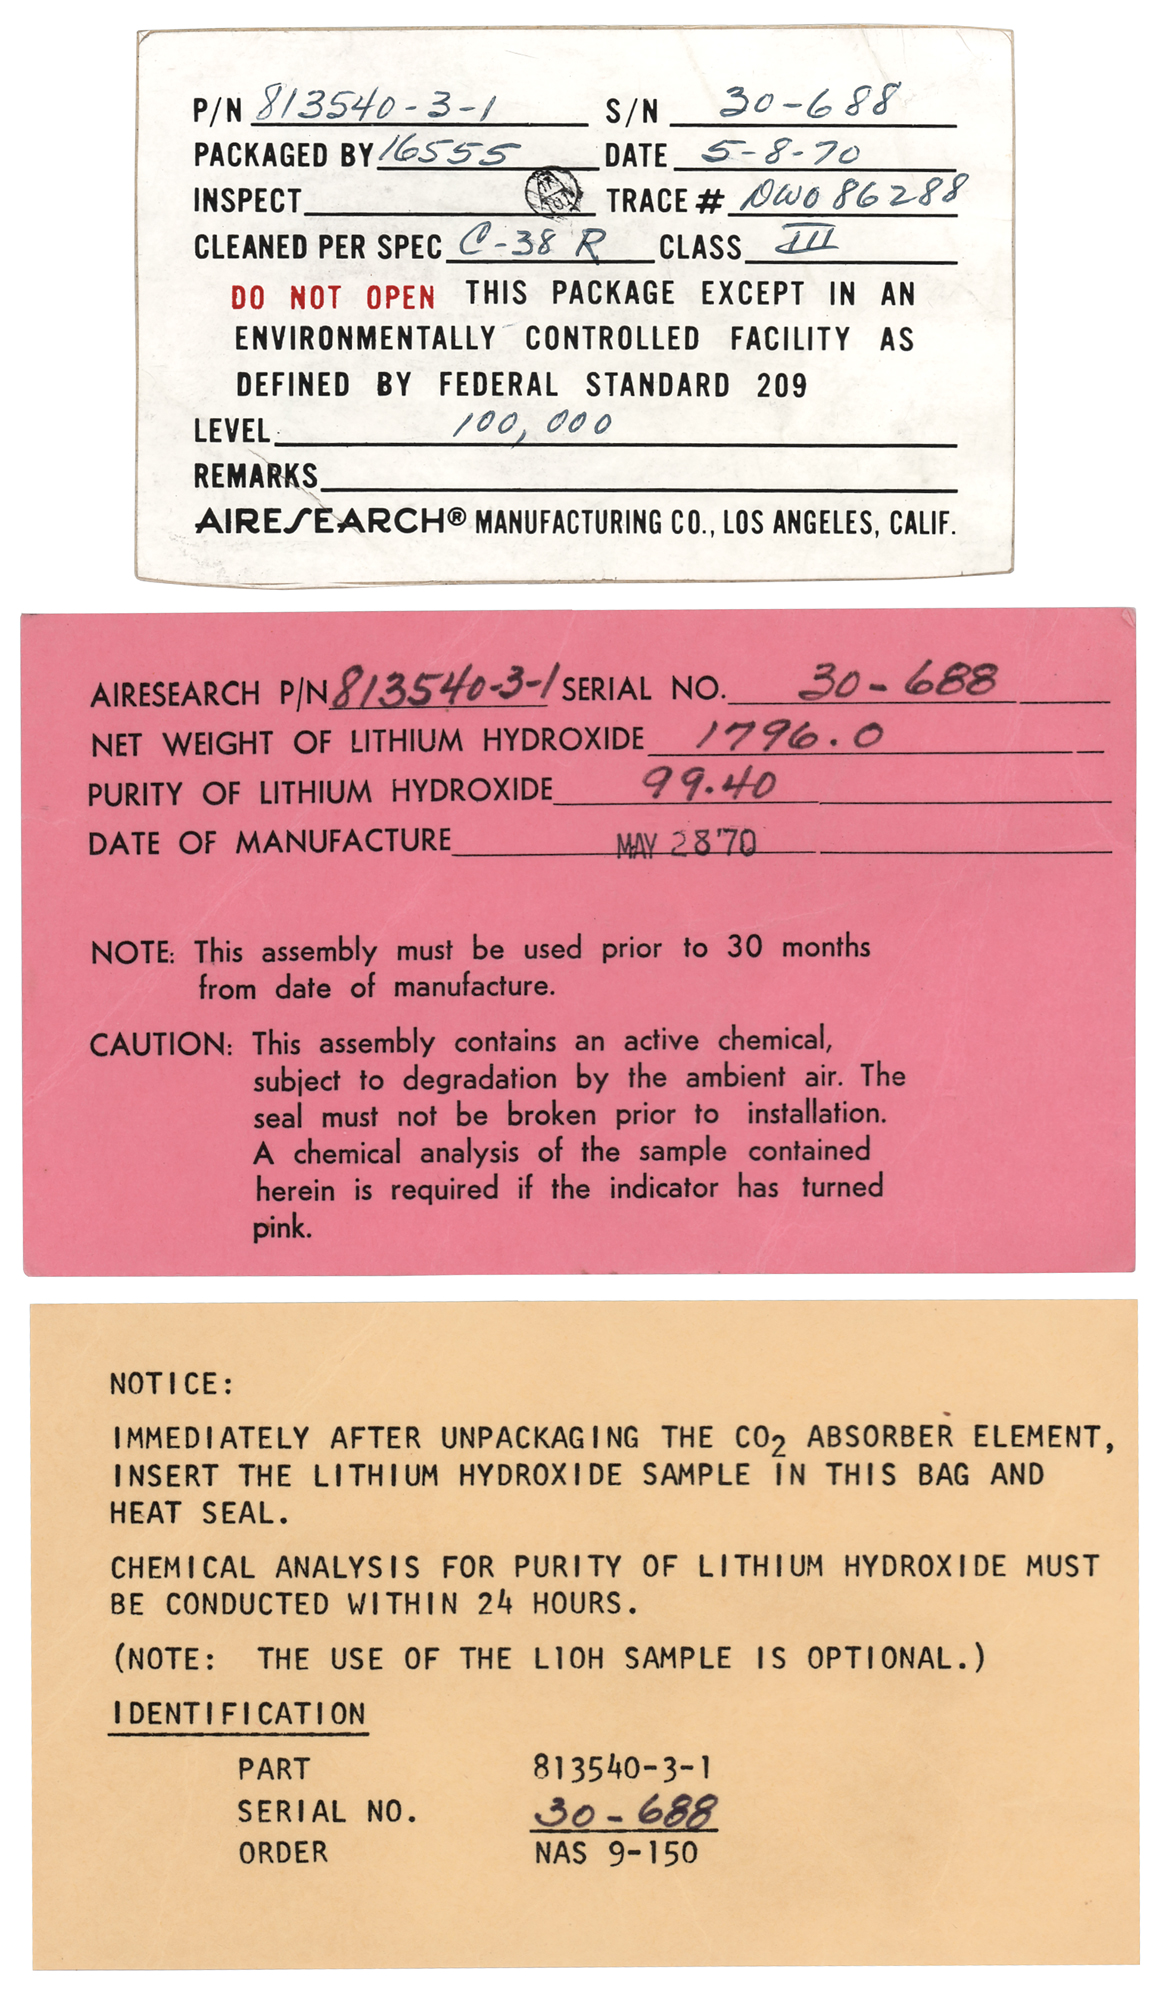 P/N 813540-3-1 S/N 30-688
PACKAGED BY 16555 DATE 5-8-70
INSPECT TRACE # DWO 86288
CLEANED PER SPEC C-38 R CLASS III
DO NOT OPEN THIS PACKAGE EXCEPT IN AN
ENVIRONMENTALLY CONTROLLED FACILITY AS
DEFINED BY FEDERAL STANDARD 209
LEVEL 100,000
REMARKS
AIRESEARCH® MANUFACTURING CO., LOS ANGELES, CALIF.
AIRESEARCH P/N 813540-3-1 SERIAL NO. 30-688
NET WEIGHT OF LITHIUM HYDROXIDE 1796.0
PURITY OF LITHIUM HYDROXIDE 99.40
DATE OF MANUFACTURE MAY 28 '70
NOTE: This assembly must be used prior to 30 months
from date of manufacture.
CAUTION: This assembly contains an active chemical,
subject to degradation by the ambient air. The
seal must not be broken prior to installation.
A chemical analysis of the sample contained
herein is required if the indicator has turned
pink.
NOTICE:
IMMEDIATELY AFTER UNPACKAGING THE CO2 ABSORBER ELEMENT,
INSERT THE LITHIUM HYDROXIDE SAMPLE IN THIS BAG AND
HEAT SEAL.
CHEMICAL ANALYSIS FOR PURITY OF LITHIUM HYDROXIDE MUST
BE CONDUCTED WITHIN 24 HOURS.
(NOTE: THE USE OF THE L1OH SAMPLE IS OPTIONAL.)
IDENTIFICATION
PART 813540-3-1
SERIAL NO. 30-688
ORDER NAS 9-150